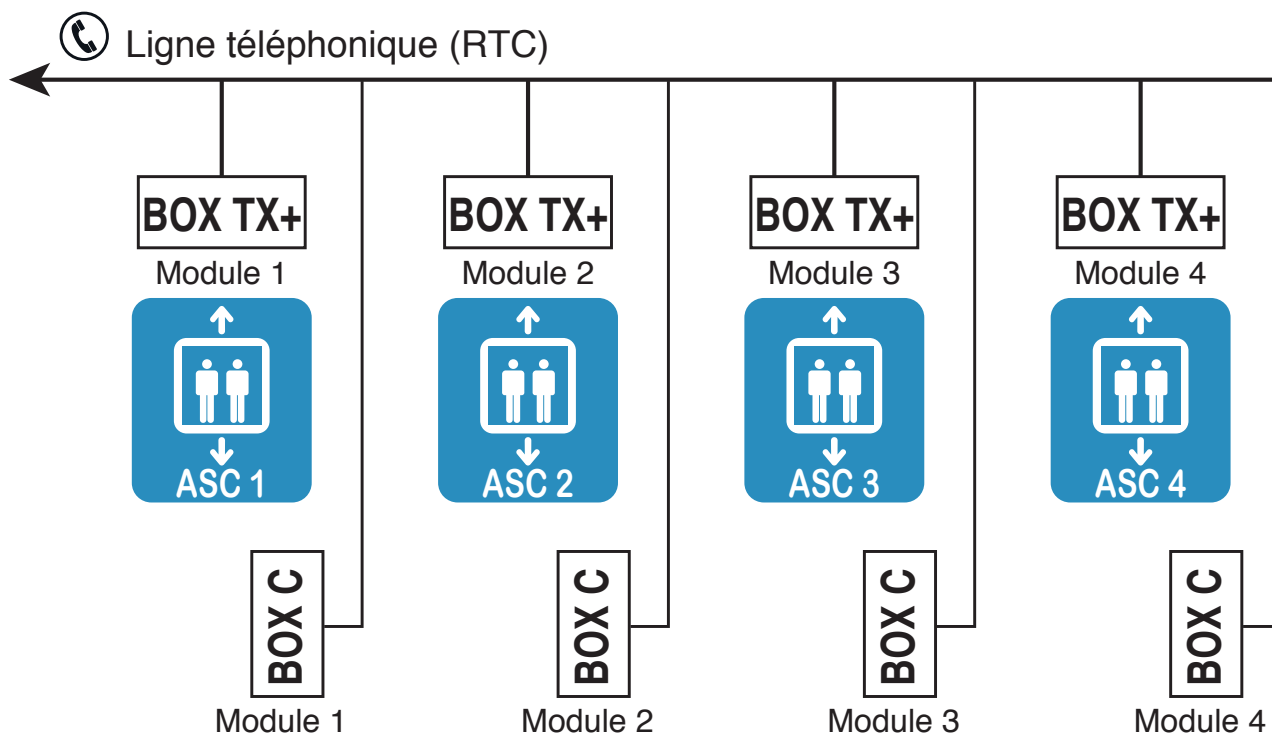 Ligne téléphonique (RTC)
BOX TX+ BOX TX+ BOX TX+ BOX TX+
Module 1 Module 2 Module 3 Module 4
ASC 1 ASC 2 ASC 3 ASC 4
BOX C BOX C BOX C BOX C
Module 1 Module 2 Module 3 Module 4